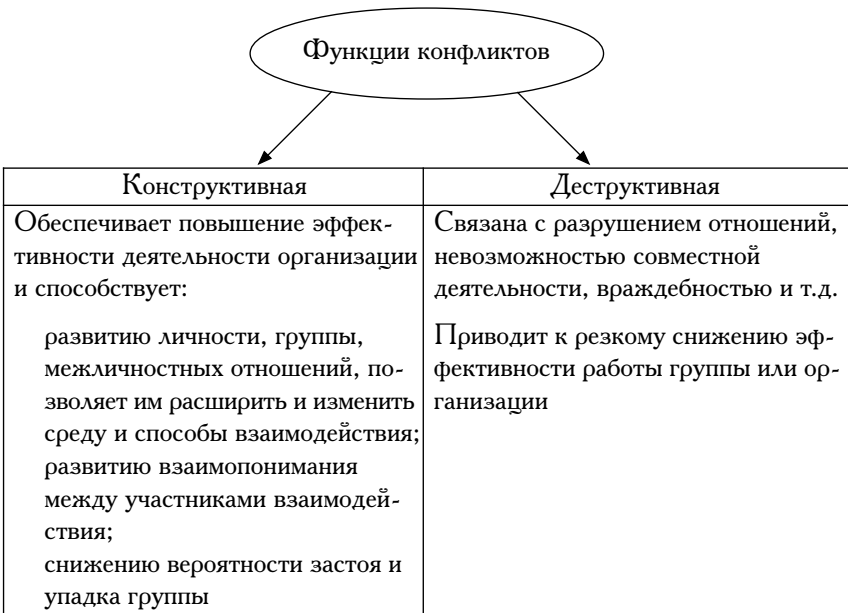 Функции конфликтов
Конструктивная
Обеспечивает повышение эффек-
тивности деятельности организации
и способствует:
развитию личности, группы,
межличностных отношений, по-
зволяет им расширить и изменить
среду и способы взаимодействия;
развитию взаимопонимания
между участниками взаимодей-
ствия;
снижению вероятности застоя и
упадка группы
Деструктивная
Связана с разрушением отношений,
невозможностью совместной
деятельности, враждебностью и т.д.
Приводит к резкому снижению эф-
фективности работы группы или ор-
ганизации